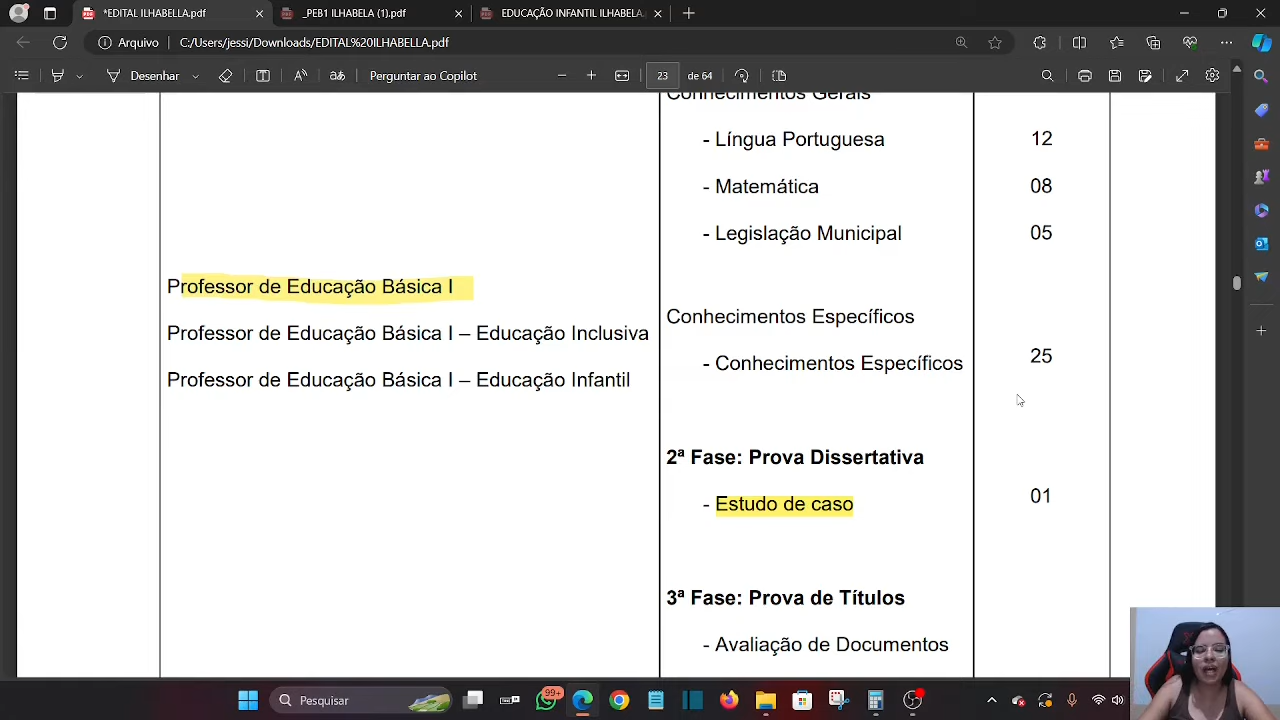 *EDITAL ILHABELLA.pdf
_PEB1 ILHABELA (1).pdf
EDUCAÇÃO INFANTIL ILHABELA.
Arquivo
C:/Users/jessi/Downloads/EDITAL%20ILHABELLA.pdf
Desenhar
Perguntar ao Copilot
23
de 64
Conhecimentos Gerais
- Língua Portuguesa
12
- Matemática
08
- Legislação Municipal
05
Professor de Educação Básica I
Conhecimentos Específicos
Professor de Educação Básica I – Educação Inclusiva
- Conhecimentos Específicos
25
Professor de Educação Básica I – Educação Infantil
2ª Fase: Prova Dissertativa
- Estudo de caso
01
3ª Fase: Prova de Títulos
- Avaliação de Documentos
Pesquisar
99+